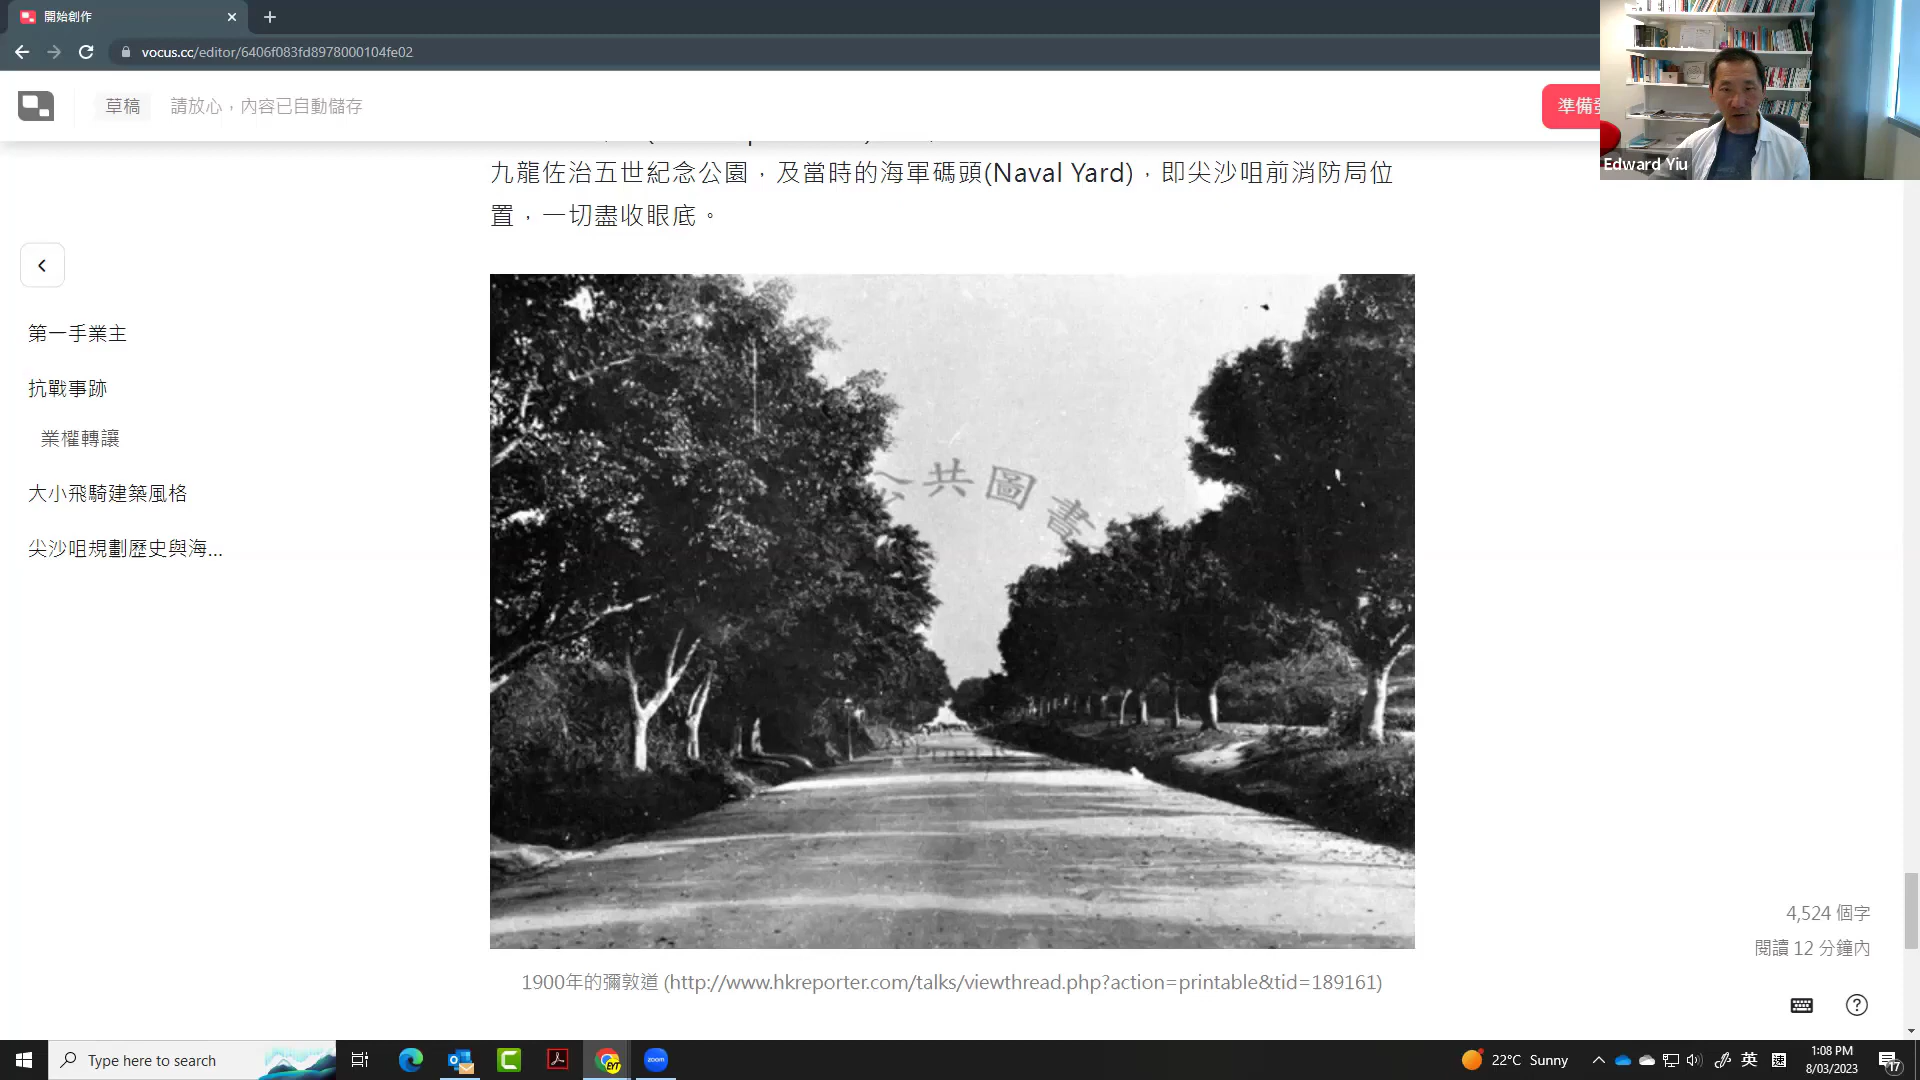 開始創作
vocus.cc/editor/6406f083fd8978000104fe02
草稿
請放心，內容已自動儲存
準備
Edward Yiu
九龍佐治五世紀念公園，及當時的海軍碼頭(Naval Yard)，即尖沙咀前消防局位
置，一切盡收眼底。
第一手業主
抗戰事跡
業權轉讓
大小飛騎建築風格
尖沙咀規劃歷史與海...
公共圖書
PUBLI
1900年的彌敦道 (http://www.hkreporter.com/talks/viewthread.php?action=printable&tid=189161)
4,524 個字
閱讀 12 分鐘內
Type here to search
EYT
zoom
22°C Sunny
英
1:08 PM
8/03/2023
17